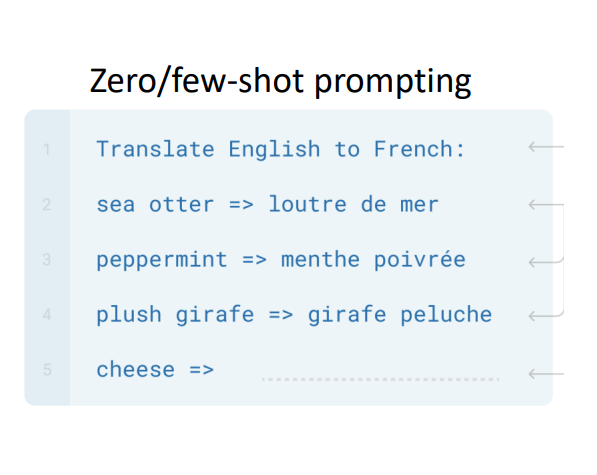 Zero/few-shot prompting
1 Translate English to French:
2 sea otter => loutre de mer
3 peppermint => menthe poivrée
4 plush girafe => girafe peluche
5 cheese =>